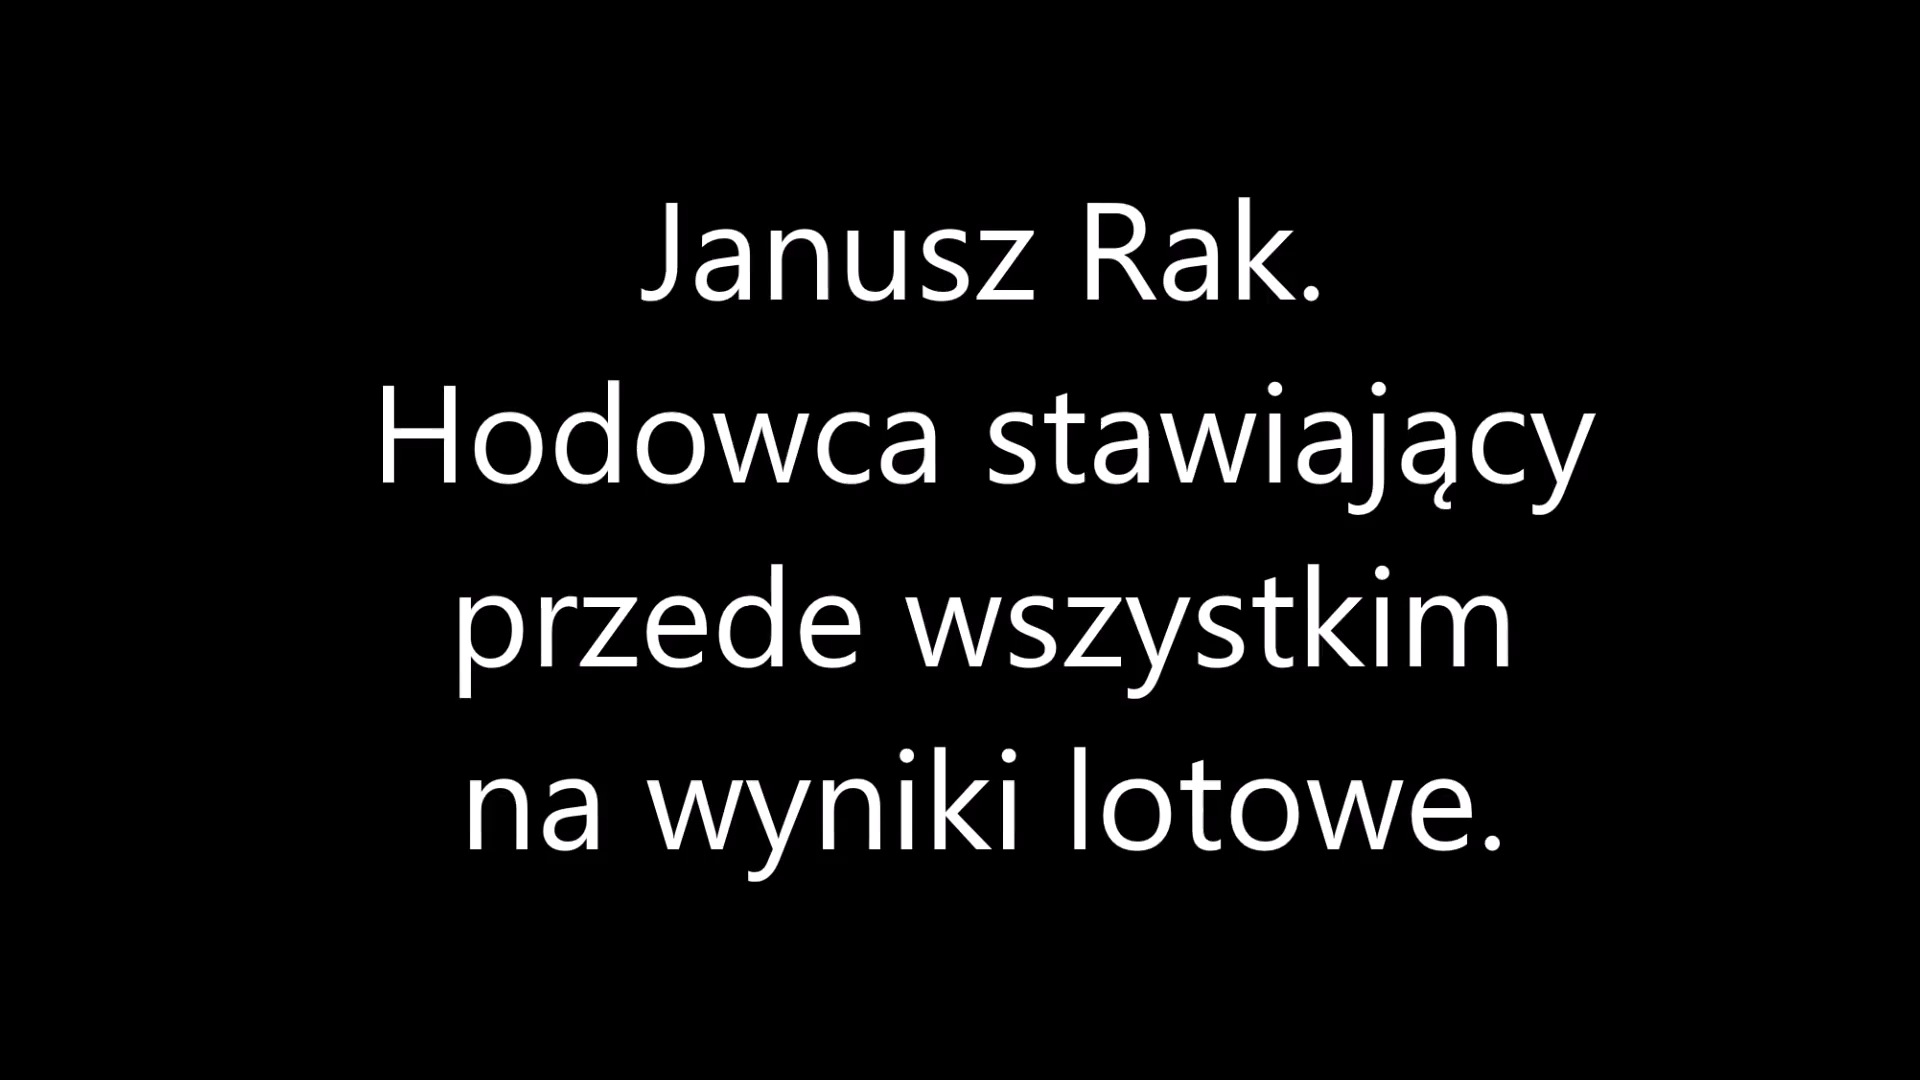 Janusz Rak.
Hodowca stawiający
przede wszystkim
na wyniki lotowe.